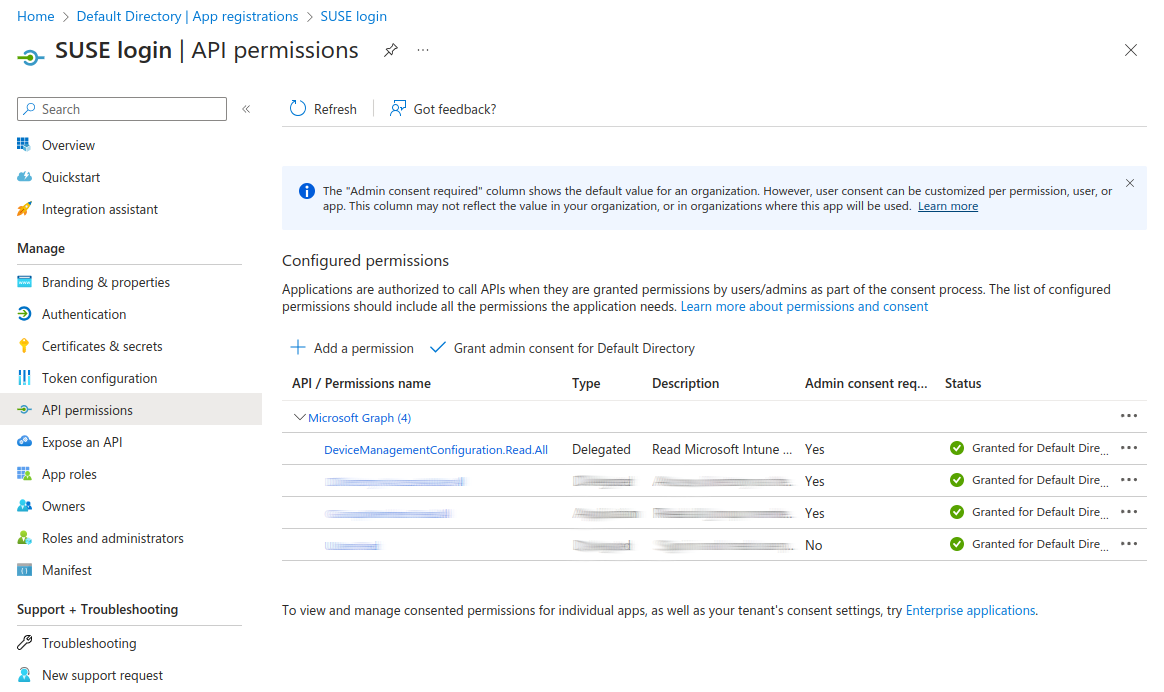 Home > Default Directory | App registrations > SUSE login
SUSE login | API permissions ...
Search «
Overview
Quickstart
Integration assistant
Manage
Branding & properties
Authentication
Certificates & secrets
Token configuration
API permissions
Expose an API
App roles
Owners
Roles and administrators
Manifest
Support + Troubleshooting
Troubleshooting
New support request
Refresh | Got feedback?
The "Admin consent required" column shows the default value for an organization. However, user consent can be customized per permission, user, or
app. This column may not reflect the value in your organization, or in organizations where this app will be used. Learn more
Configured permissions
Applications are authorized to call APIs when they are granted permissions by users/admins as part of the consent process. The list of configured
permissions should include all the permissions the application needs. Learn more about permissions and consent
Add a permission Grant admin consent for Default Directory
API / Permissions name Type Description Admin consent req... Status
Microsoft Graph (4) ...
DeviceManagementConfiguration.Read.All Delegated Read Microsoft Intune ... Yes Granted for Default Dire... ...
Yes Granted for Default Dire... ...
Yes Granted for Default Dire... ...
No Granted for Default Dire... ...
To view and manage consented permissions for individual apps, as well as your tenant's consent settings, try Enterprise applications.